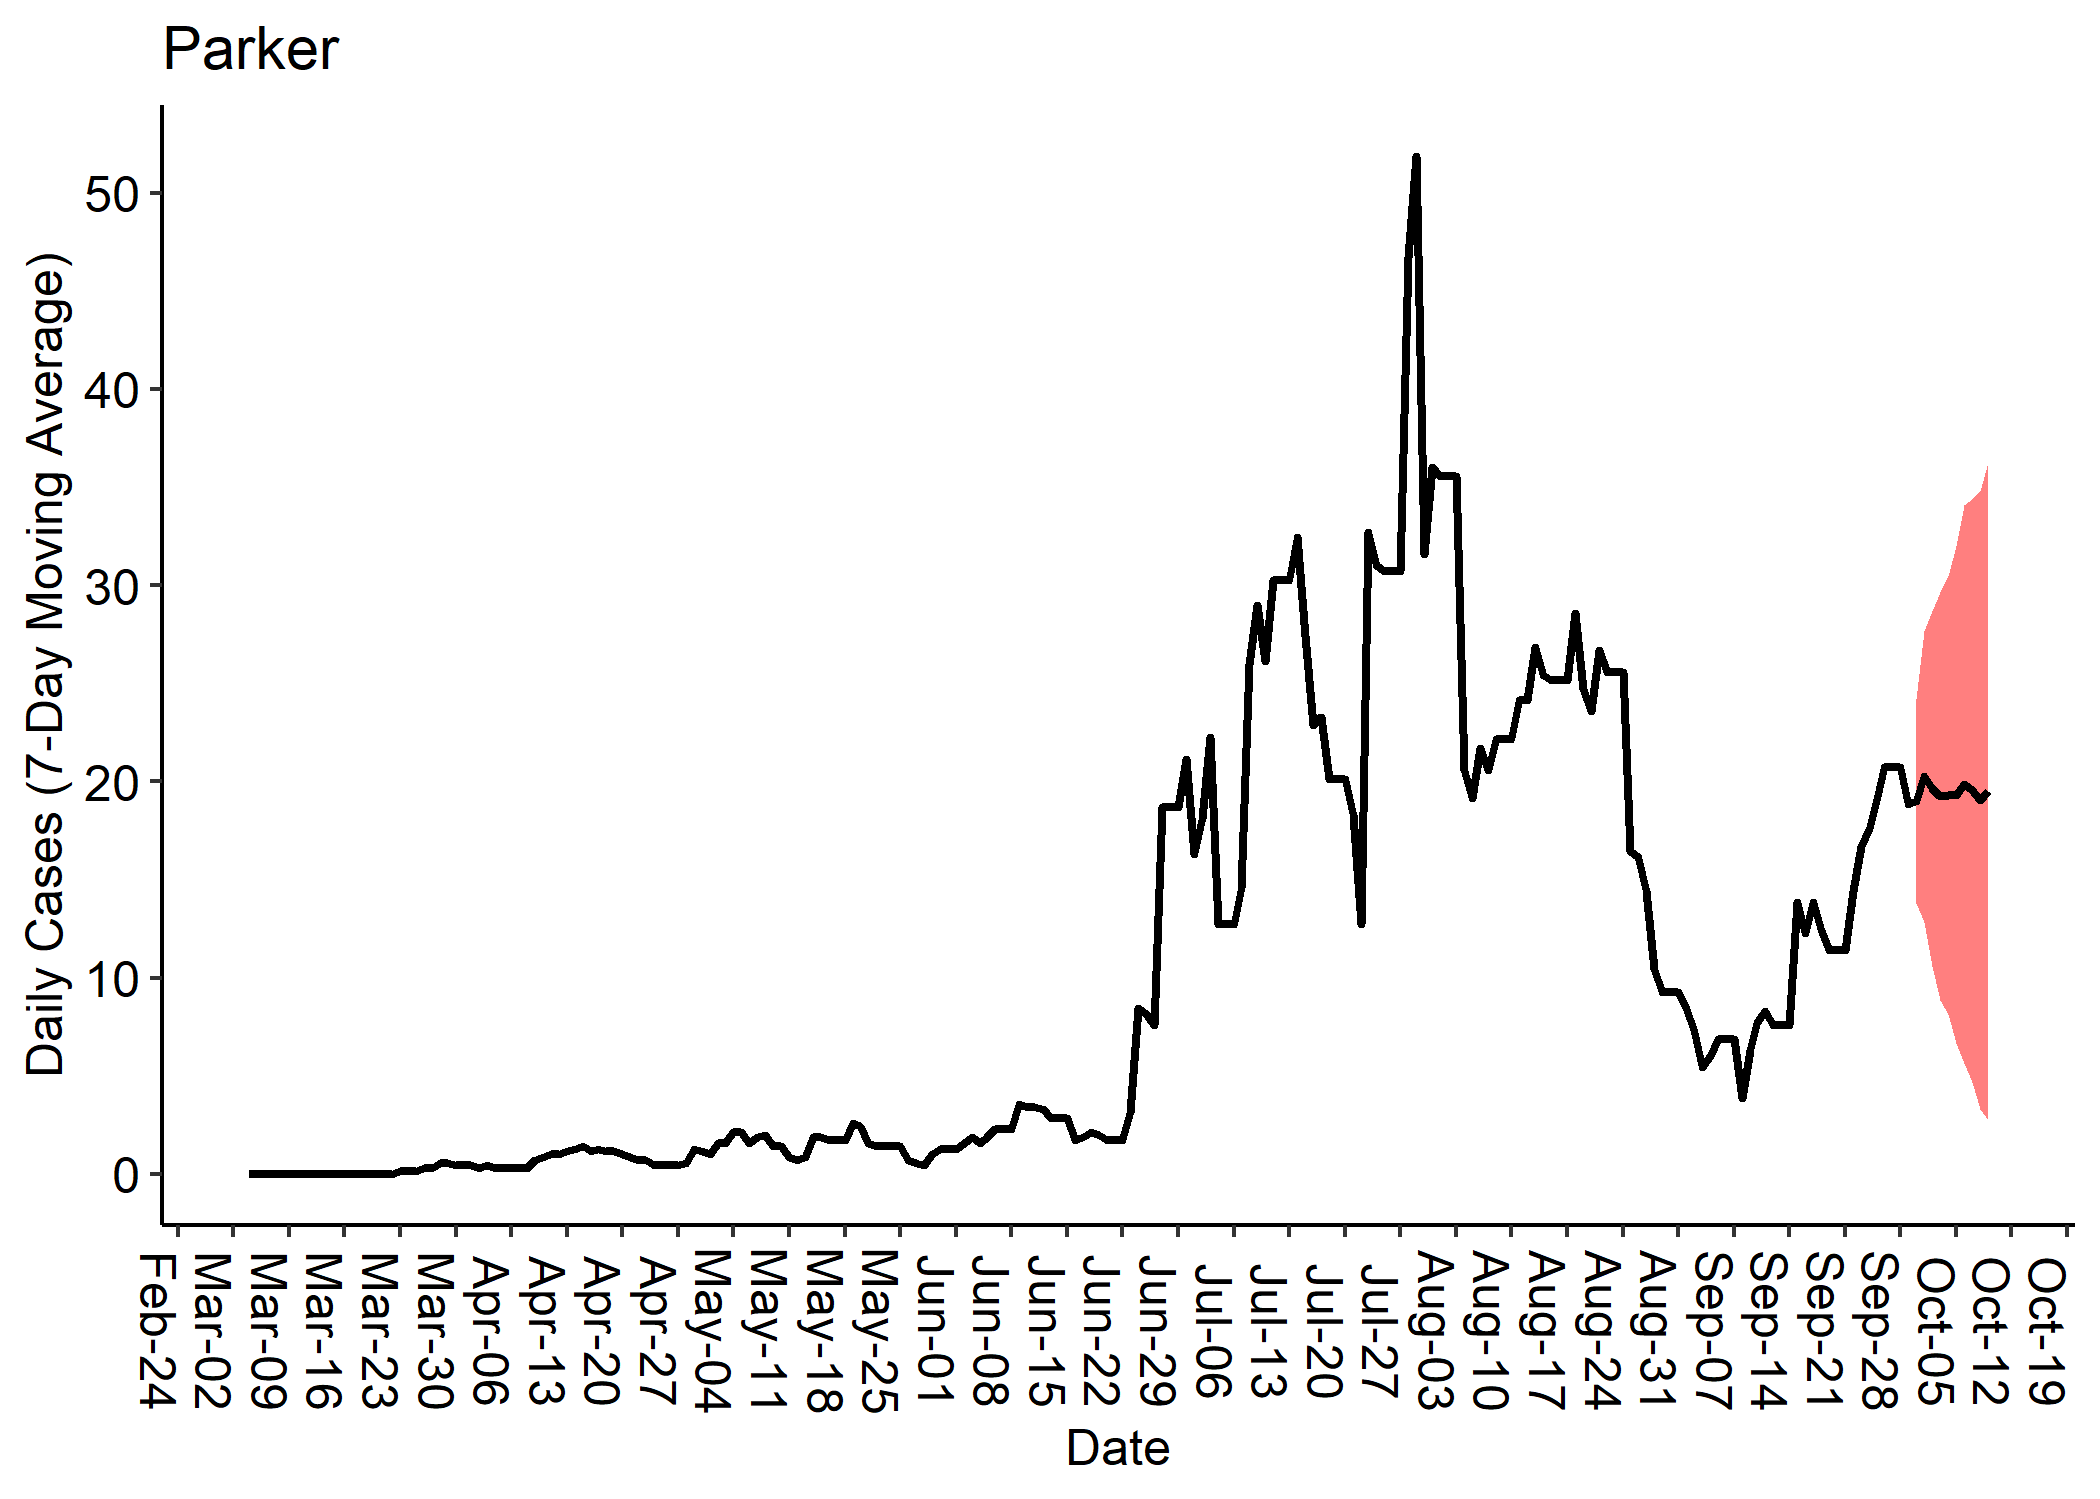 Parker
Daily Cases (7-Day Moving Average)
50
40
30
20
10
0
Feb-24
Mar-02
Mar-09
Mar-16
Mar-23
Mar-30
Apr-06
Apr-13
Apr-20
Apr-27
May-04
May-11
May-18
May-25
Jun-01
Jun-08
Jun-15
Jun-22
Jun-29
Jul-06
Jul-13
Jul-20
Jul-27
Aug-03
Aug-10
Aug-17
Aug-24
Aug-31
Sep-07
Sep-14
Sep-21
Sep-28
Oct-05
Oct-12
Oct-19
Date